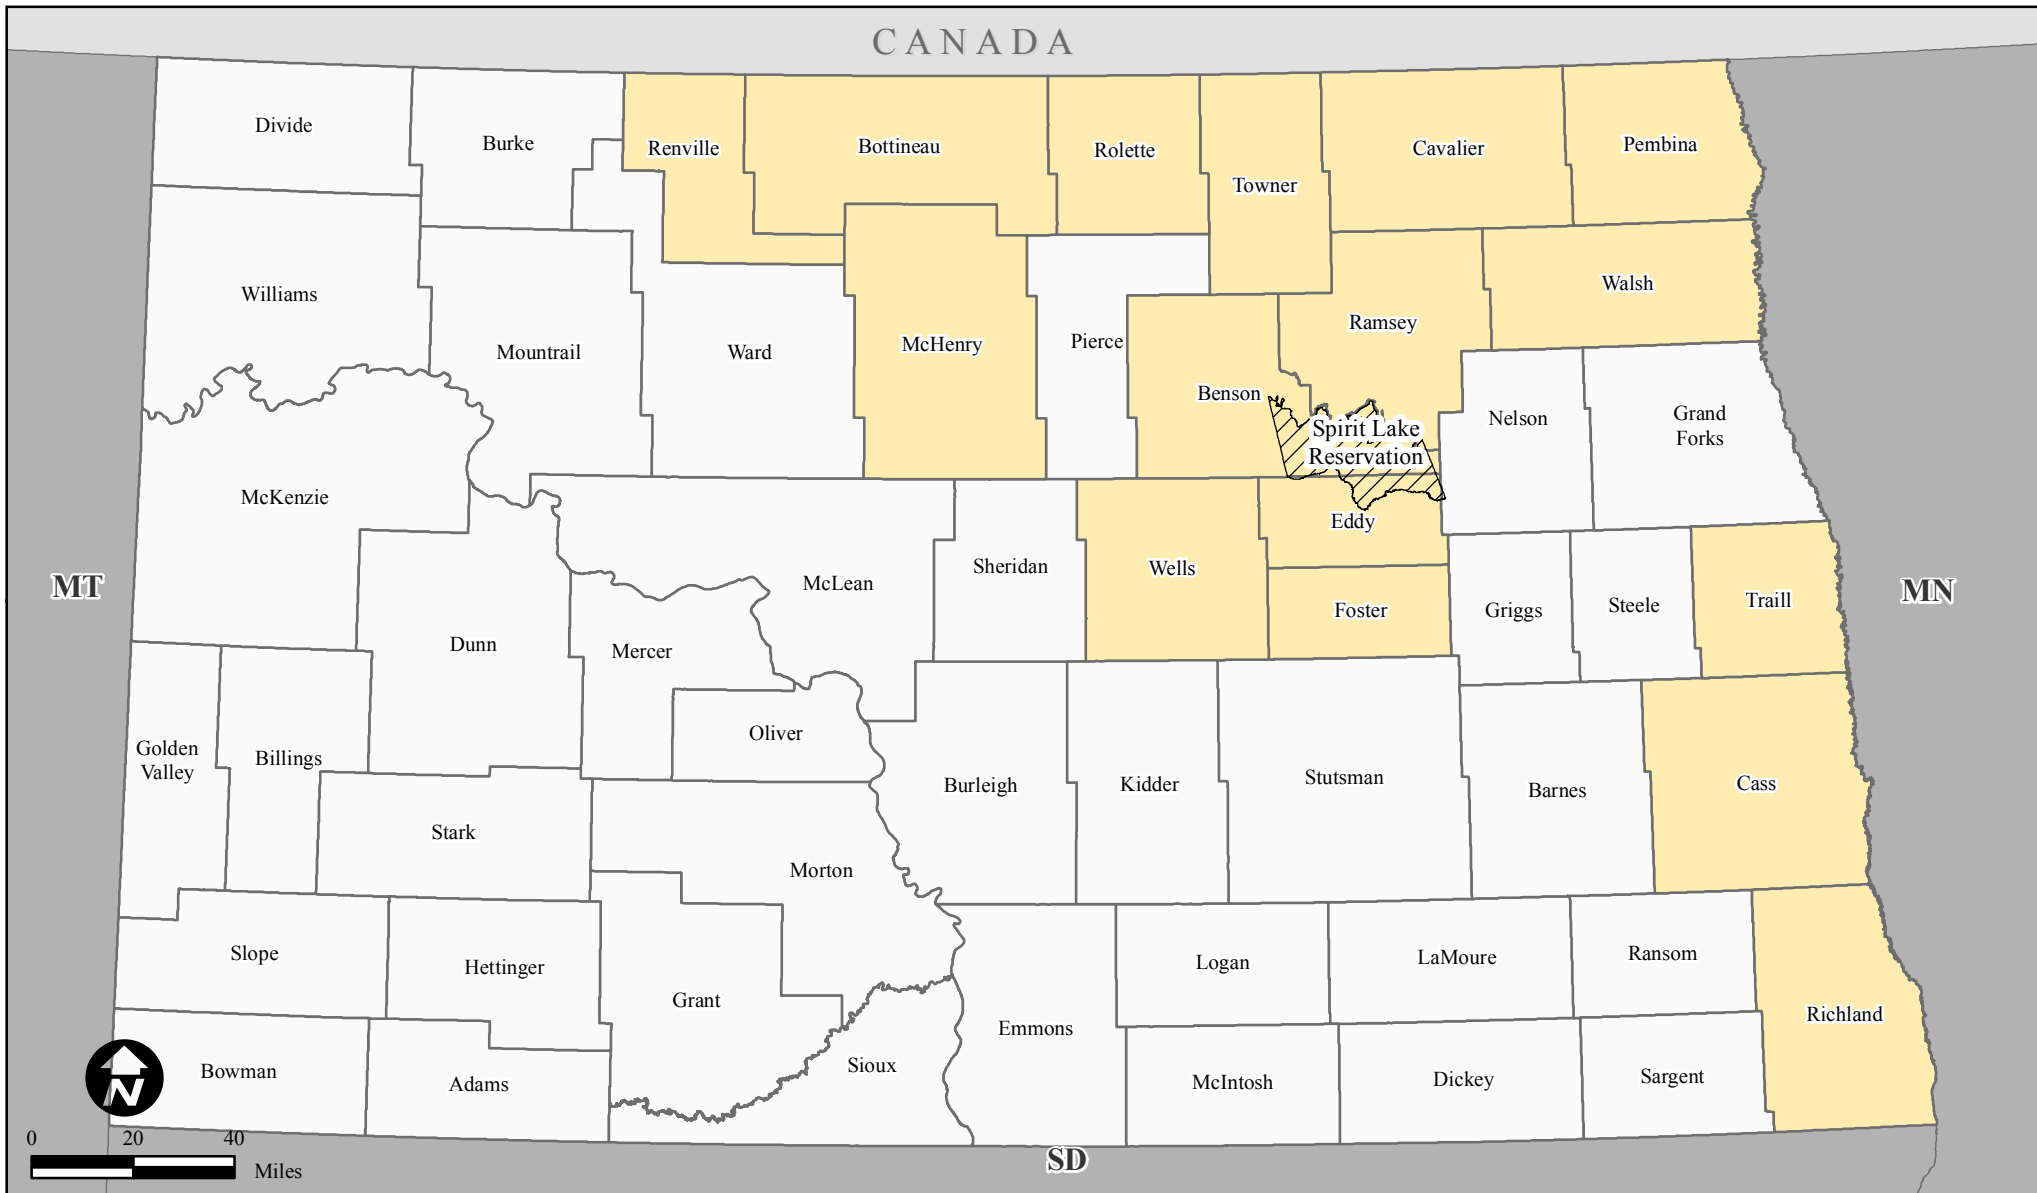 CANADA
Divide
Burke
Renville
Bottineau
Rolette
Towner
Cavalier
Pembina
Williams
Mountrail
Ward
McHenry
Pierce
Benson
Ramsey
Walsh
Spirit Lake
Reservation
Nelson
Grand
Forks
McKenzie
Eddy
MT
Dunn
Mercer
McLean
Sheridan
Wells
Foster
Griggs
Steele
Traill
MN
Golden
Valley
Billings
Oliver
Burleigh
Kidder
Stutsman
Barnes
Cass
Stark
Morton
Slope
Hettinger
Grant
Sioux
Emmons
Logan
LaMoure
Ransom
Richland
Bowman
Adams
McIntosh
Dickey
Sargent
N
0 20 40
Miles
SD